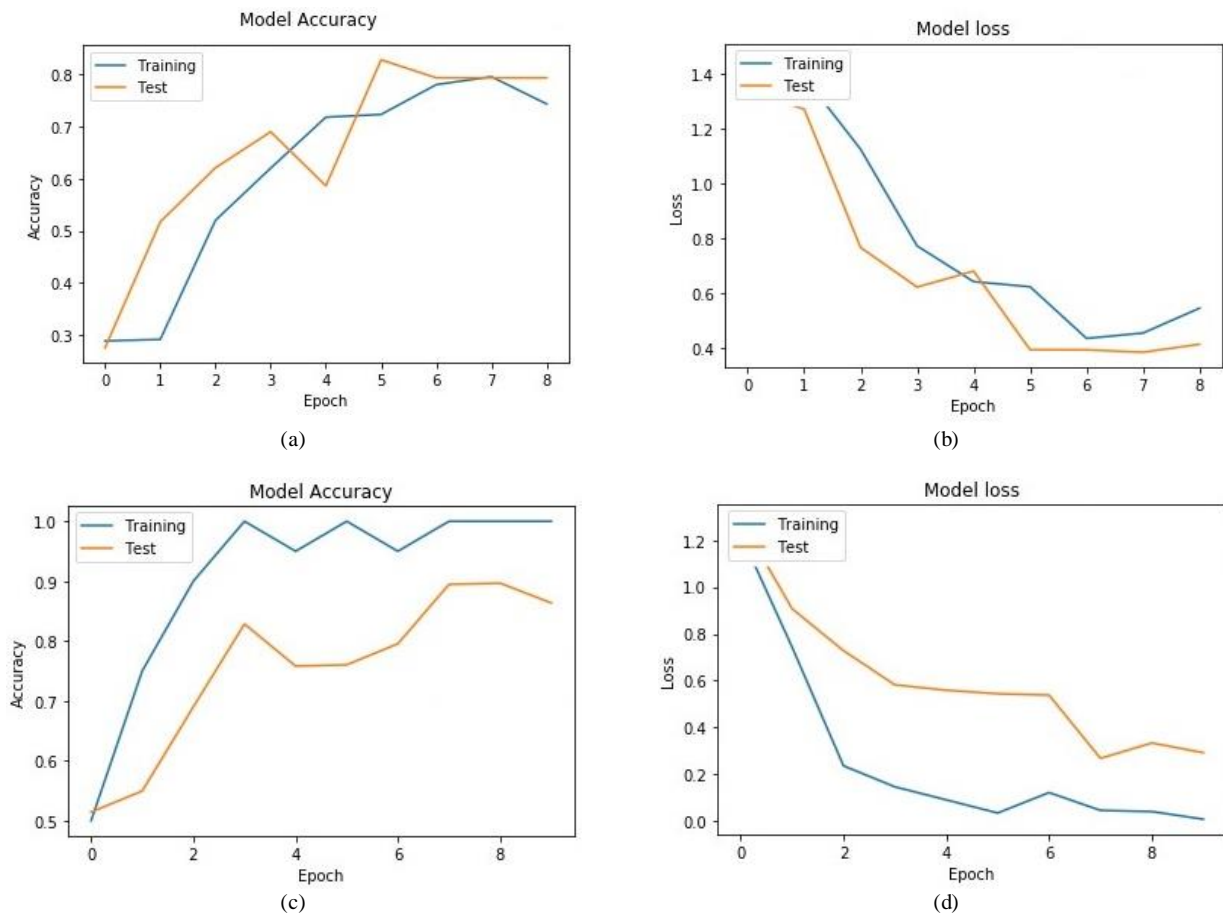 Model Accuracy
Training
Test
0.8
0.7
0.6
0.5
0.4
0.3
Accuracy
0 1 2 3 4 5 6 7 8
Epoch
(a)
Model loss
Training
Test
1.4
1.2
1.0
0.8
0.6
0.4
Loss
0 1 2 3 4 5 6 7 8
Epoch
(b)
Model Accuracy
Training
Test
1.0
0.9
0.8
0.7
0.6
0.5
Accuracy
0 2 4 6 8
Epoch
(c)
Model loss
Training
Test
1.2
1.0
0.8
0.6
0.4
0.2
0.0
Loss
0 2 4 6 8
Epoch
(d)